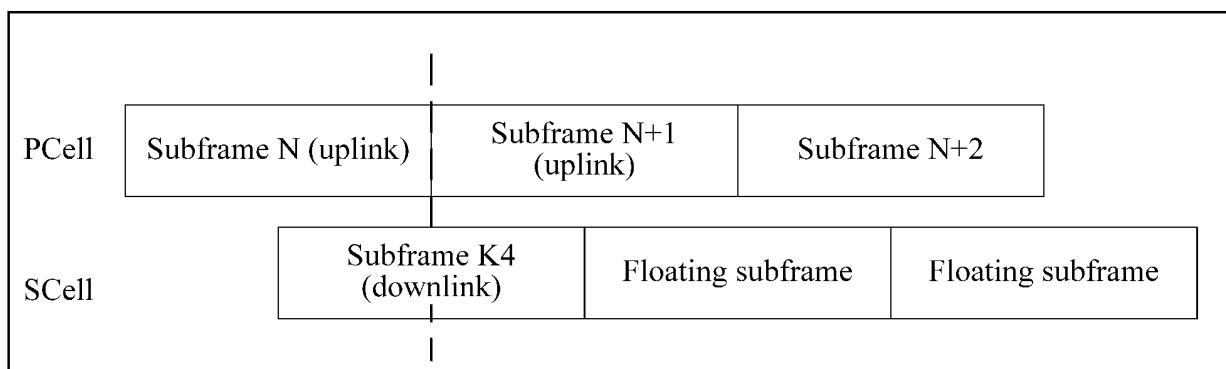 PCell
Subframe N (uplink)
Subframe N+1
(uplink)
Subframe N+2
SCell
Subframe K4
(downlink)
Floating subframe
Floating subframe